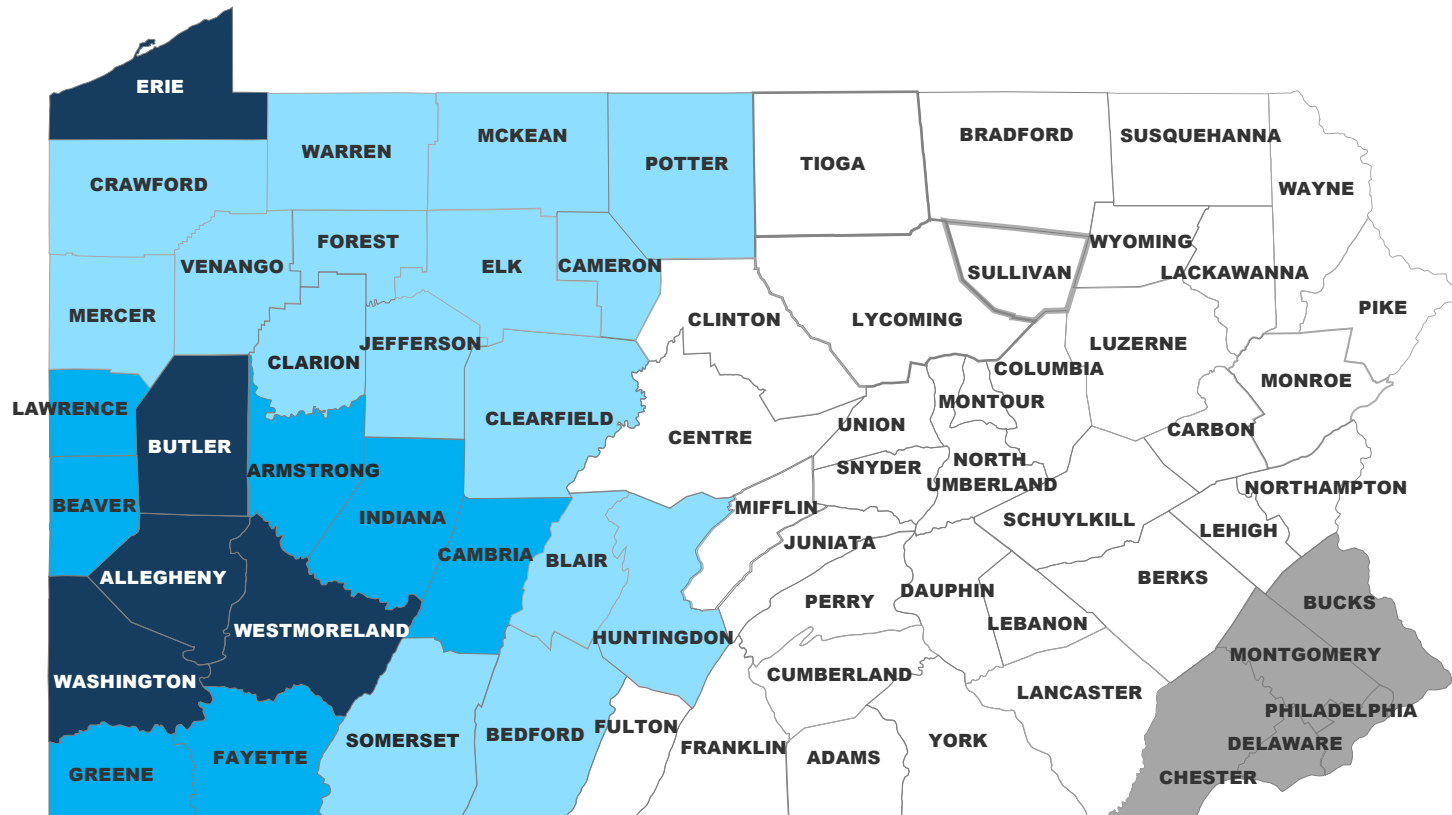 ERIE
WARREN
MCKEAN
POTTER
TIOGA
BRADFORD
SUSQUEHANNA
WAYNE
CRAWFORD
FOREST
VENANGO
ELK
CAMERON
SULLIVAN
WYOMING
LACKAWANNA
PIKE
MERCER
CLARION
JEFFERSON
CLINTON
LYCOMING
LUZERNE
COLUMBIA
MONROE
LAWRENCE
BUTLER
CLEARFIELD
CENTRE
UNION
MONTOUR
CARBON
ARMSTRONG
SNYDER
NORTH
UMBERLAND
NORTHAMPTON
BEAVER
INDIANA
MIFFLIN
SCHUYLKILL
LEHIGH
CAMBRIA
BLAIR
JUNIATA
ALLEGHENY
DAUPHIN
BERKS
PERRY
BUCKS
WESTMORELAND
HUNTINGDON
LEBANON
MONTGOMERY
WASHINGTON
CUMBERLAND
LANCASTER
PHILADELPHIA
SOMERSET
BEDFORD
FULTON
FRANKLIN
YORK
DELAWARE
GREENE
FAYETTE
ADAMS
CHESTER